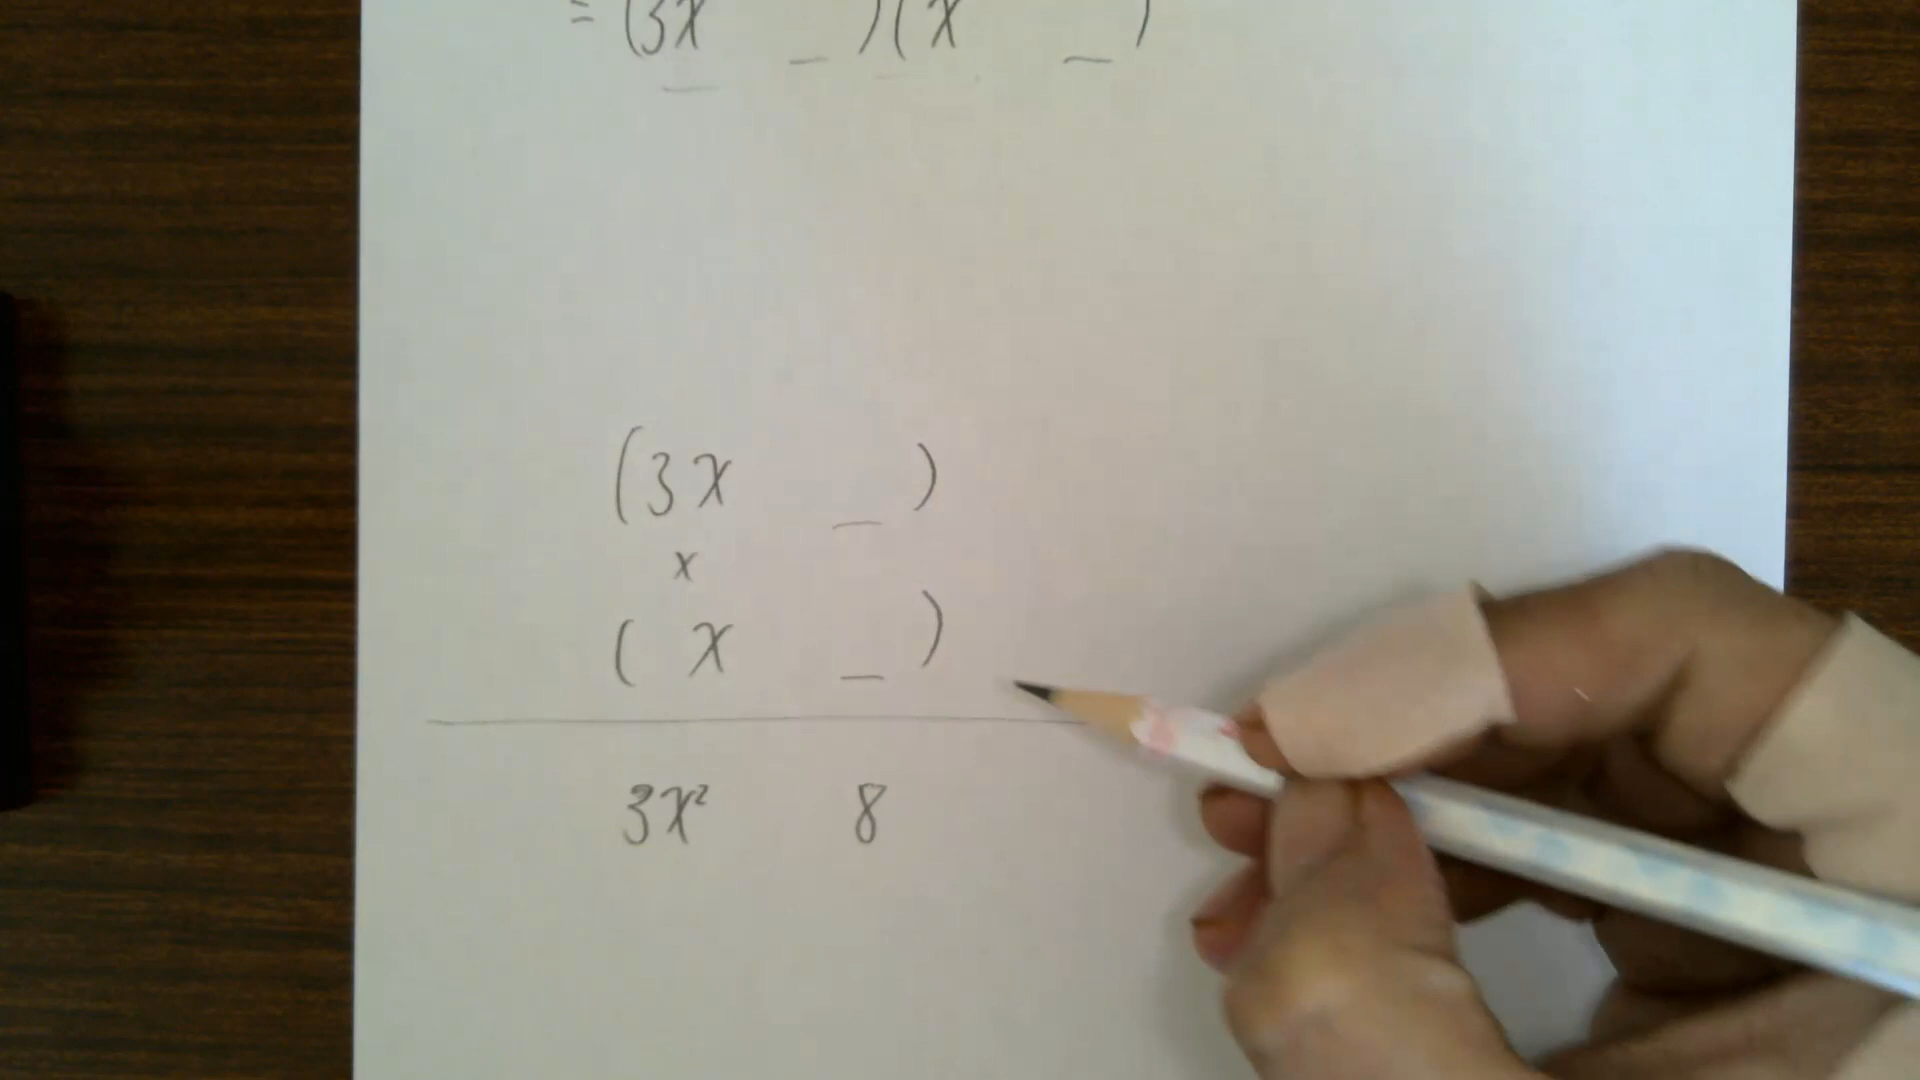 = (3x _ )(x _ )
(3x _ )
x
( x _ )
3x² 8